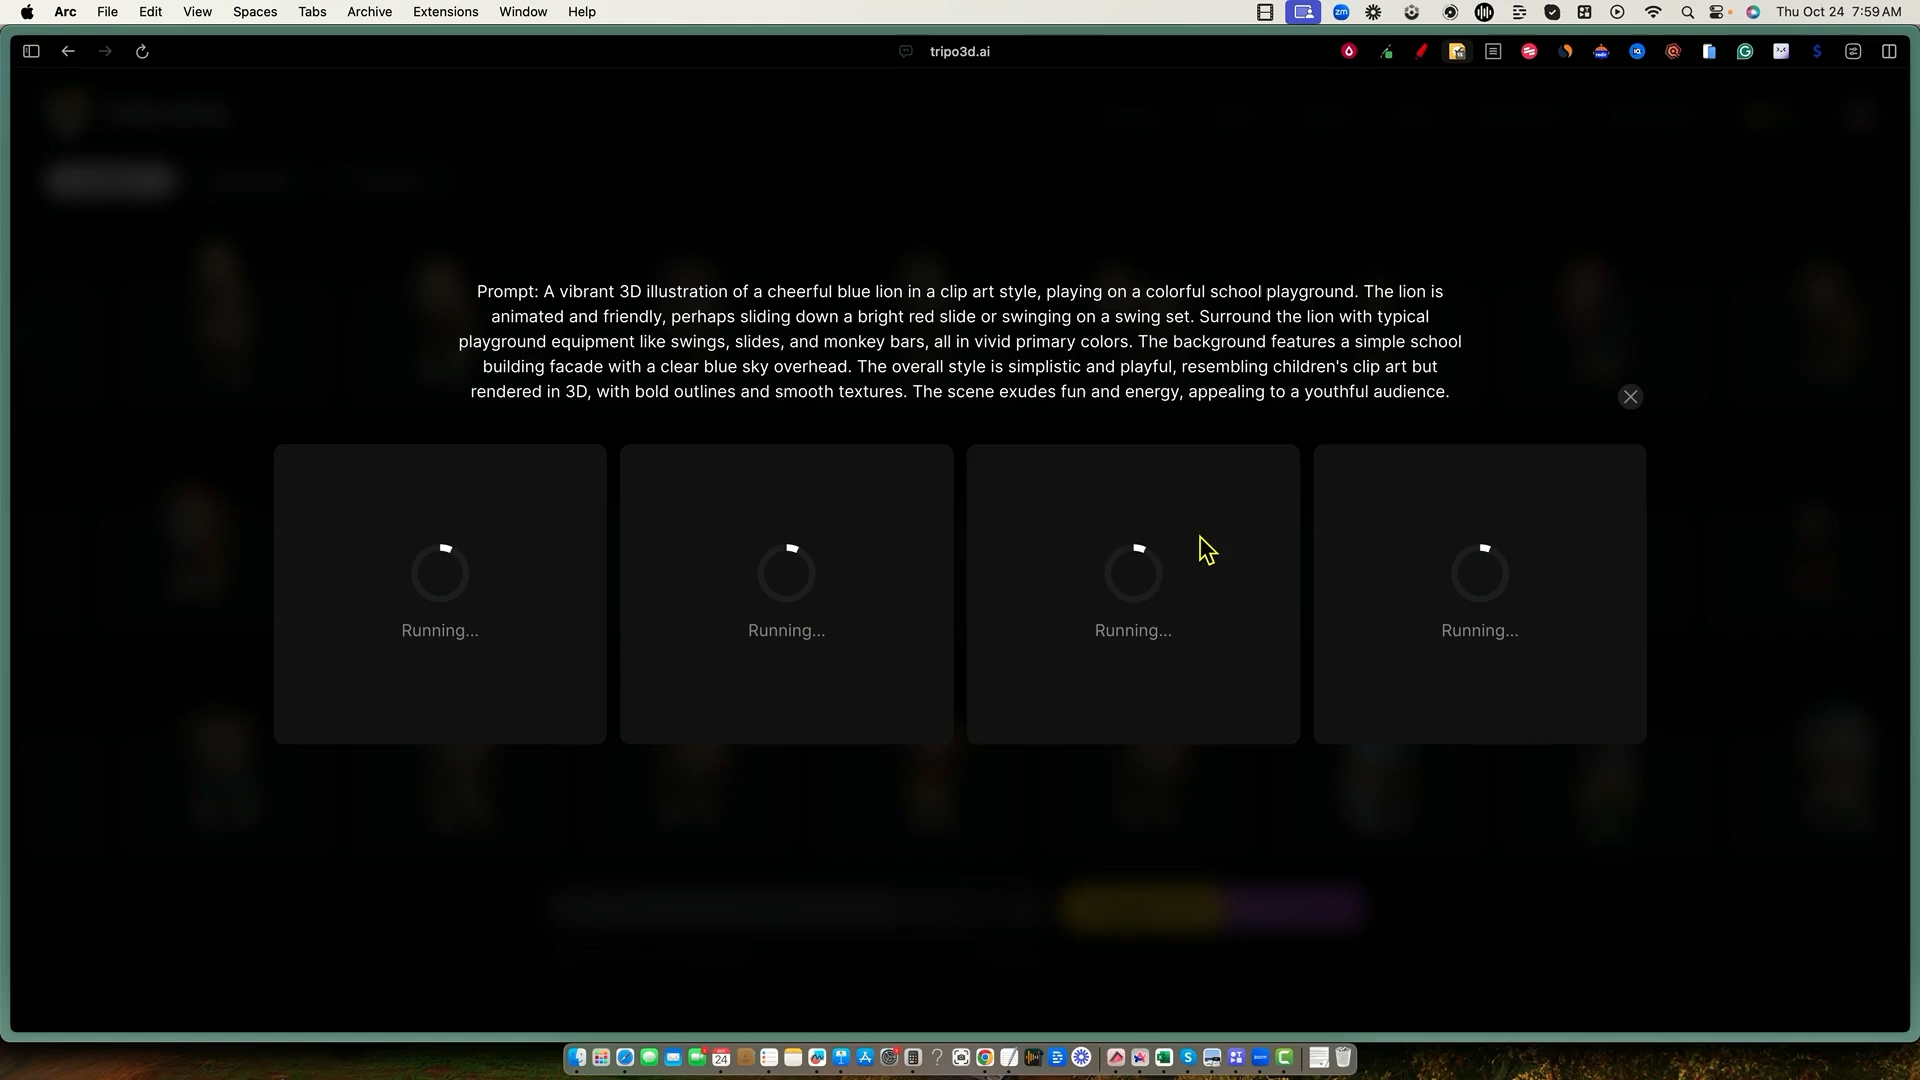 Arc File Edit View Spaces Tabs Archive Extensions Window Help
zm
Thu Oct 24 7:59 AM
tripo3d.ai
Prompt: A vibrant 3D illustration of a cheerful blue lion in a clip art style, playing on a colorful school playground. The lion is
animated and friendly, perhaps sliding down a bright red slide or swinging on a swing set. Surround the lion with typical
playground equipment like swings, slides, and monkey bars, all in vivid primary colors. The background features a simple school
building facade with a clear blue sky overhead. The overall style is simplistic and playful, resembling children's clip art but
rendered in 3D, with bold outlines and smooth textures. The scene exudes fun and energy, appealing to a youthful audience.
Running... Running... Running... Running...
24
zoom